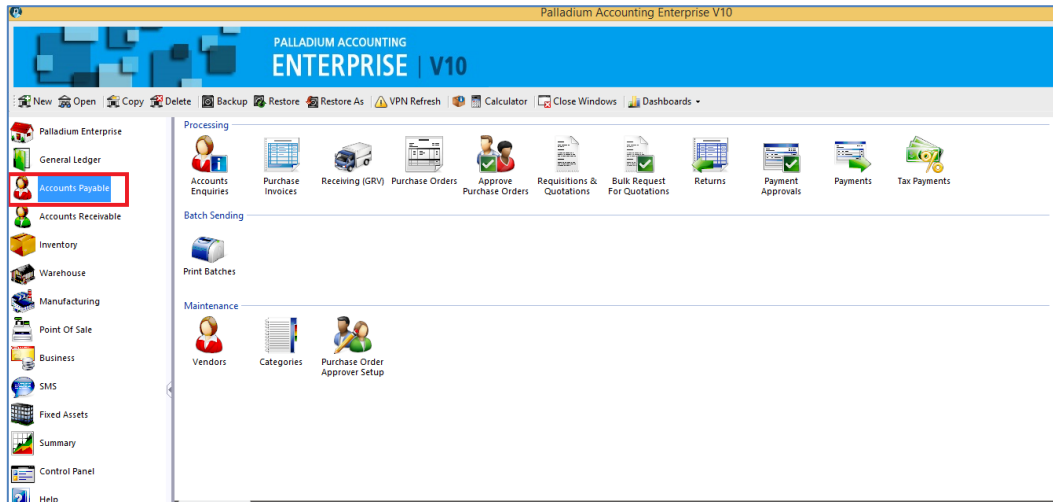 Palladium Accounting Enterprise V10
PALLADIUM ACCOUNTING
ENTERPRISE | V10
New Open Copy Delete Backup Restore Restore As VPN Refresh Calculator Close Windows Dashboards
Palladium Enterprise
General Ledger
Accounts Payable
Accounts Receivable
Inventory
Warehouse
Manufacturing
Point Of Sale
Business
SMS
Fixed Assets
Summary
Control Panel
Help
Processing
Accounts Enquiries
Purchase Invoices
Receiving (GRV)
Purchase Orders
Approve Purchase Orders
Requisitions & Quotations
Bulk Request For Quotations
Returns
Payment Approvals
Payments
Tax Payments
Batch Sending
Print Batches
Maintenance
Vendors
Categories
Purchase Order Approver Setup